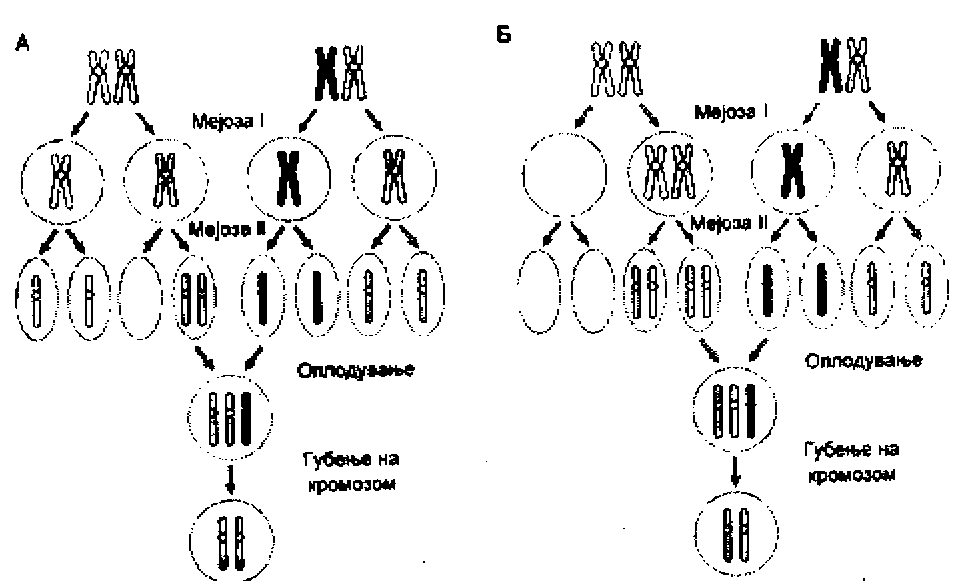 А
Б
Мејоза I
Мејоза I
Мејоза II
Мејоза II
Оплодување
Оплодување
Губење на
кромозом
Губење на
кромозом